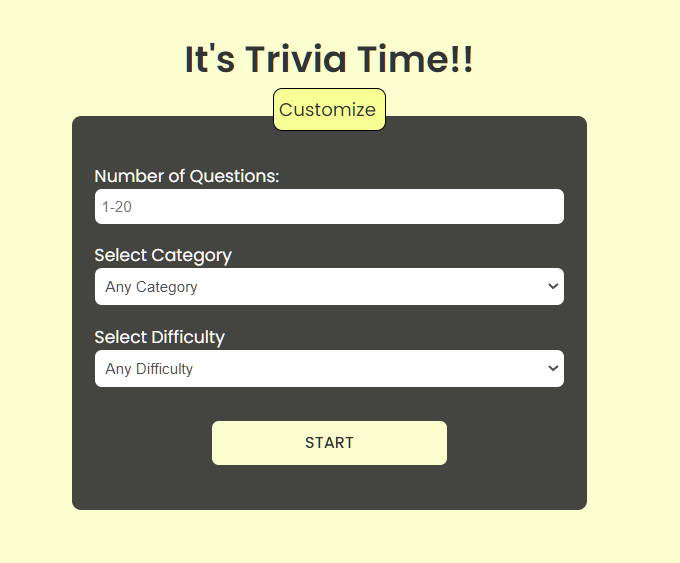 It's Trivia Time!!
Customize
Number of Questions:
1-20
Select Category
Any Category
Select Difficulty
Any Difficulty
START